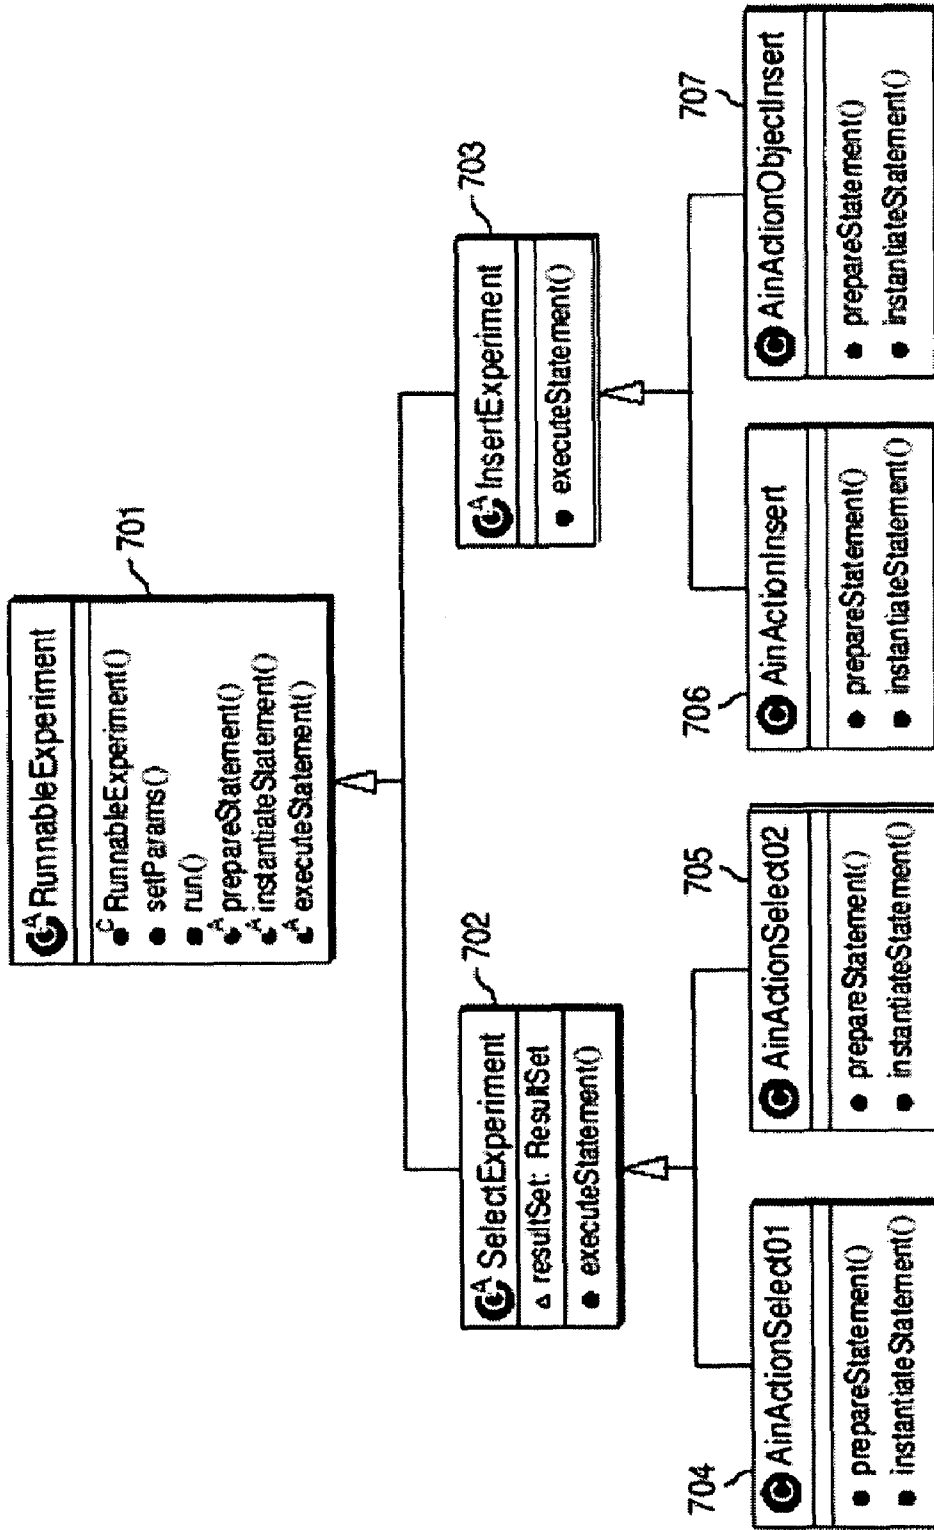 RunnableExperiment
701
RunnableExperiment()
setParams()
run()
prepareStatement()
instantiateStatement()
executeStatement()
SelectExperiment
702
resultSet: ResultSet
executeStatement()
InsertExperiment
703
executeStatement()
704
AinActionSelect01
prepareStatement()
instantiateStatement()
705
AinActionSelect02
prepareStatement()
instantiateStatement()
706
AinActionInsert
prepareStatement()
instantiateStatement()
707
AinActionObjectInsert
prepareStatement()
instantiateStatement()